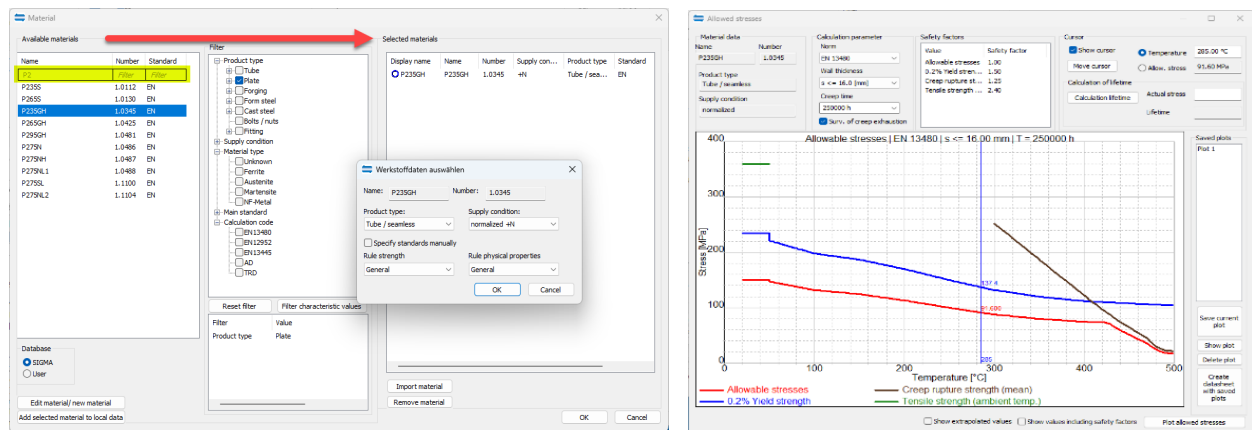 Material
Available materials
Name Number Standard
P2 Filter Filter
P235S 1.0112 EN
P265S 1.0130 EN
P235GH 1.0345 EN
P265GH 1.0425 EN
P295GH 1.0481 EN
P275N 1.0486 EN
P275NH 1.0487 EN
P275NL1 1.0488 EN
P275SL 1.1100 EN
P275NL2 1.1104 EN
Database
SIGMA
User
Edit material/ new material
Add selected material to local data
Filter
Product type
Tube
Plate
Forging
Form steel
Cast steel
Bolts / nuts
Fitting
Supply condition
Material type
Unknown
Ferrite
Austenite
Martensite
NF-Metal
Main standard
Calculation code
EN13480
EN12952
EN13445
AD
TRD
Reset filter Filter characteristic values
Filter Value
Product type Plate
Selected materials
Display name Name Number Supply con... Product type Standard
P235GH P235GH 1.0345 +N Tube / sea... EN
Import material
Remove material
OK Cancel
Werkstoffdaten auswählen
Name: P235GH Number: 1.0345
Product type: Supply condition:
Tube / seamless normalized +N
Specify standards manually
Rule strength Rule physical properties
General General
OK Cancel
Allowed stresses
Material data
Name Number
P235GH 1.0345
Product type
Tube / seamless
Supply condition
normalized
Calculation parameter
Norm
EN 13480
Wall thickness
s <= 16.0 [mm]
Creep time
250000 h
Surv. of creep exhaustion
Safety factors
Value Safety factor
Allowable stresses 1.00
0.2% Yield stren... 1.50
Creep rupture st... 1.25
Tensile strength ... 2.40
Cursor
Show cursor Temperature 285.00 °C
Move cursor Allow. stress 91.60 MPa
Calculation of lifetime
Calculation lifetime Actual stress
Lifetime
Allowable stresses | EN 13480 | s <= 16.00 mm | T = 250000 h
400
300
200
100
0
Stress [MPa]
137.4
91.600
285
0 100 200 300 400 500
Temperature [°C]
Allowable stresses Creep rupture strength (mean)
0.2% Yield strength Tensile strength (ambient temp.)
Saved plots
Plot 1
Save current
plot
Show plot
Delete plot
Create
datasheet
with saved
plots
Show extrapolated values Show values including safety factors Plot allowed stresses